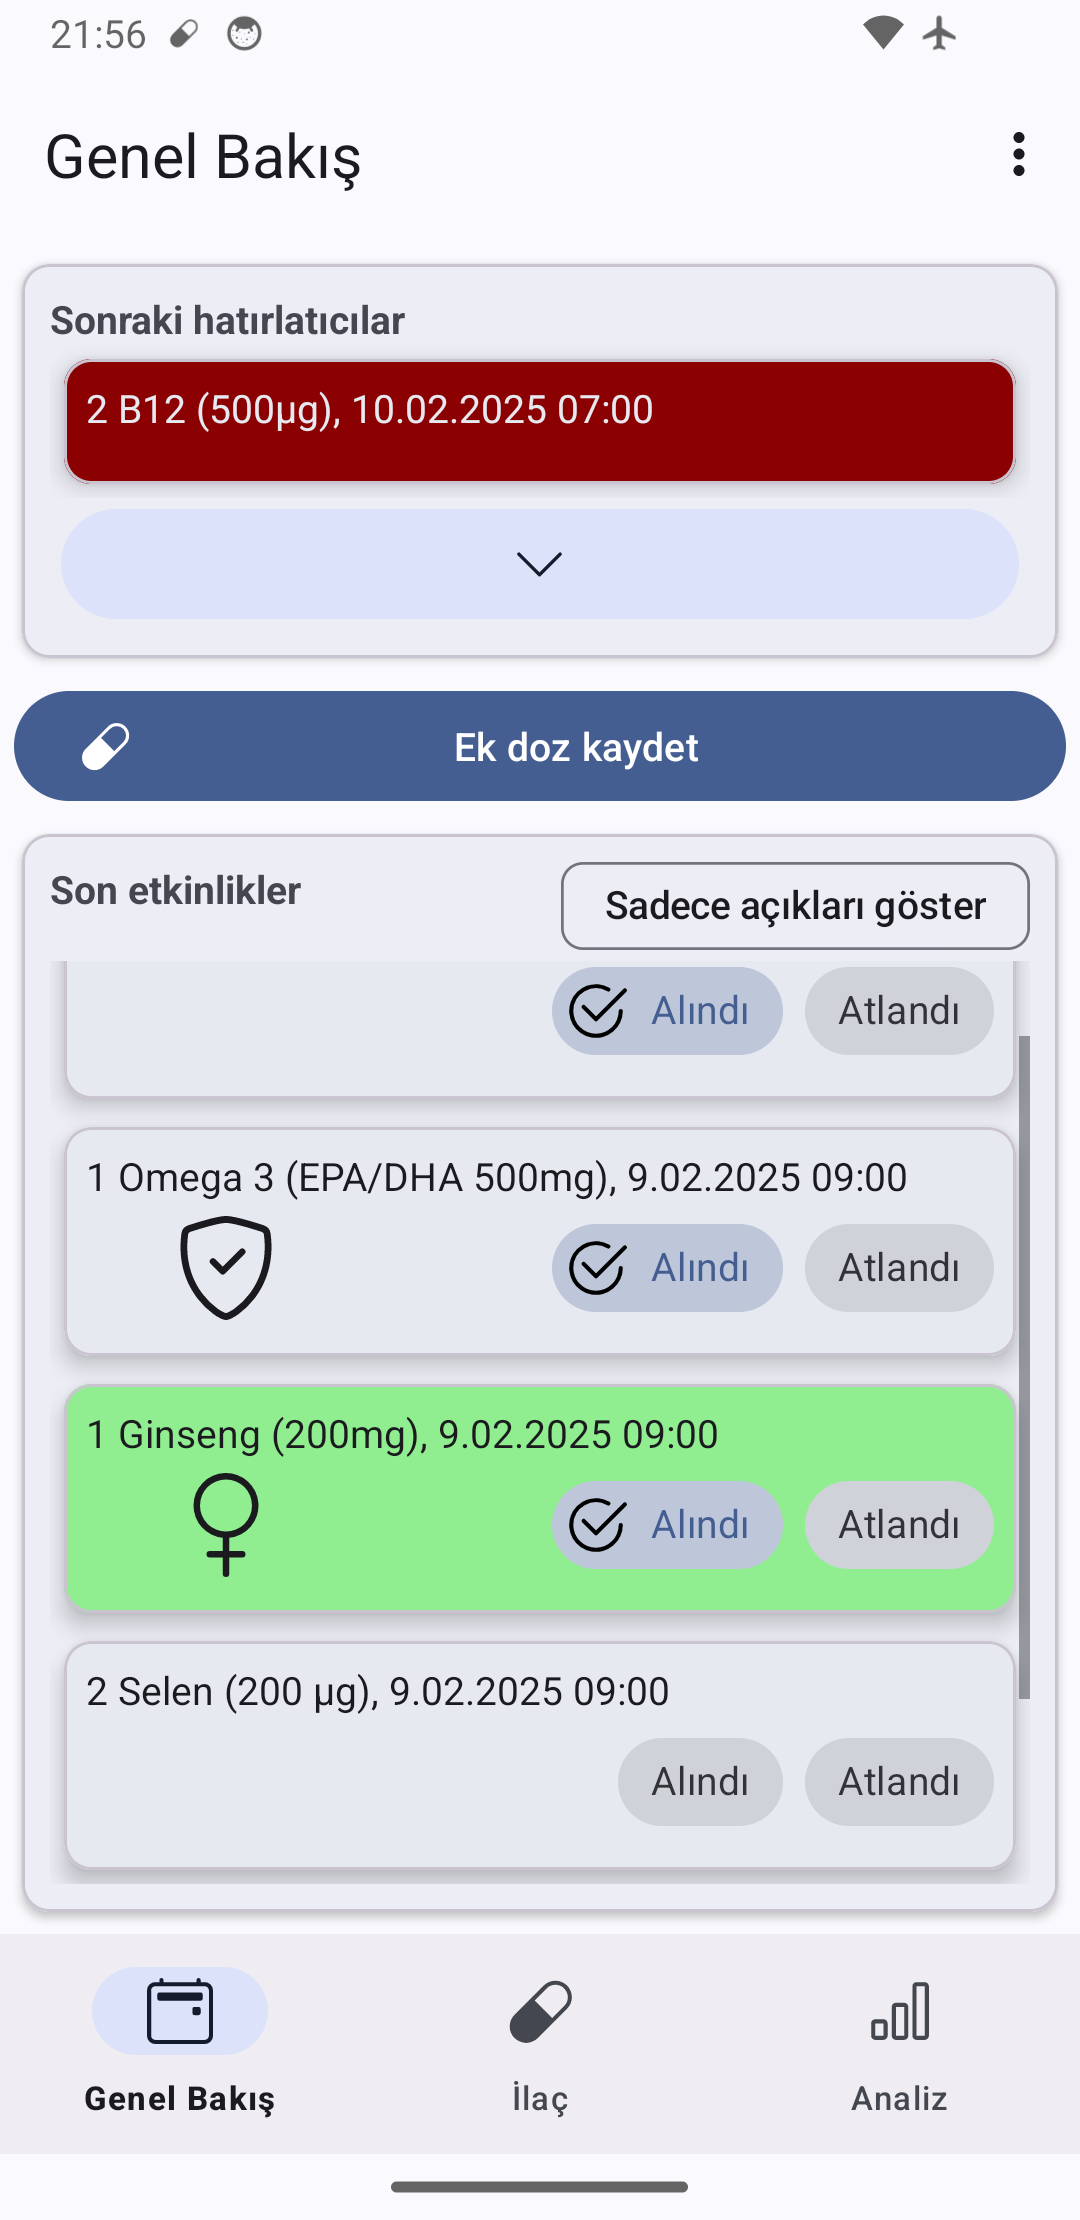 21:56
Genel Bakış
Sonraki hatırlatıcılar
2 B12 (500µg), 10.02.2025 07:00
Ek doz kaydet
Son etkinlikler
Sadece açıkları göster
Alındı
Atlandı
1 Omega 3 (EPA/DHA 500mg), 9.02.2025 09:00
Alındı
Atlandı
1 Ginseng (200mg), 9.02.2025 09:00
Alındı
Atlandı
2 Selen (200 µg), 9.02.2025 09:00
Alındı
Atlandı
Genel Bakış
İlaç
Analiz